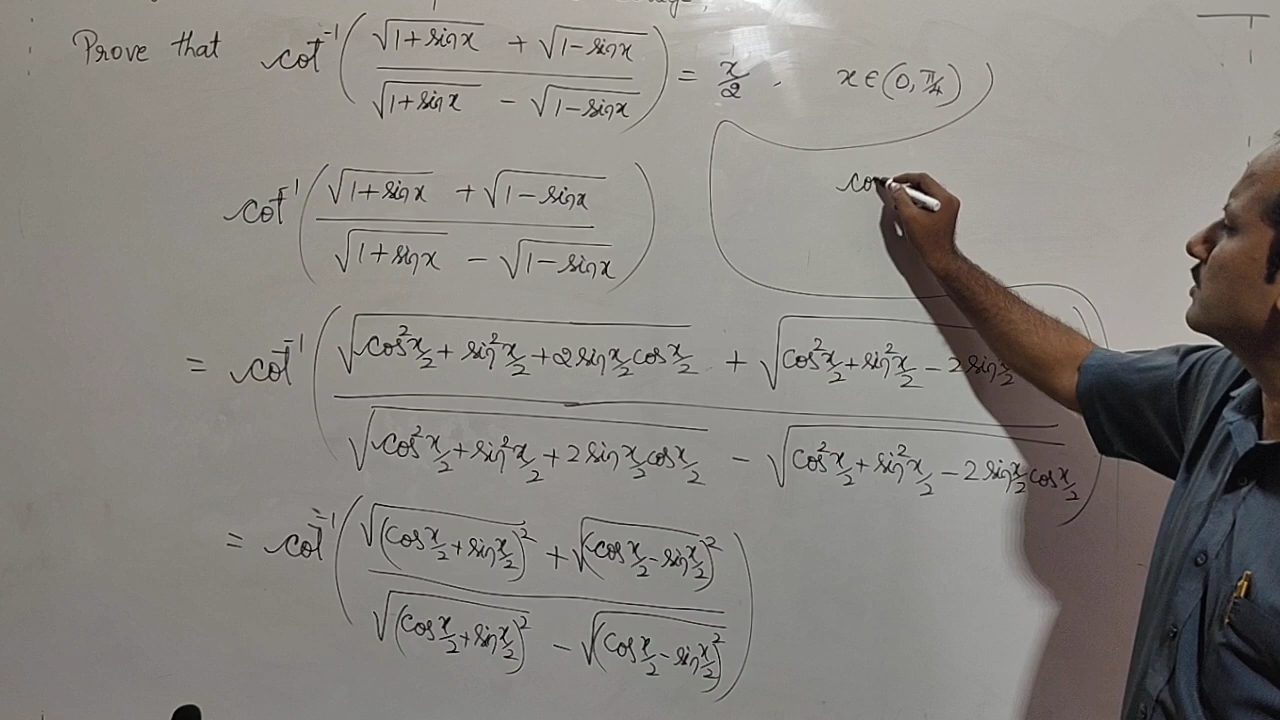 Prove that cot⁻¹( (√(1+sinx) + √(1-sinx)) / (√(1+sinx) - √(1-sinx)) ) = x/2 , x∈(0,π/4)
cot⁻¹( (√(1+sinx) + √(1-sinx)) / (√(1+sinx) - √(1-sinx)) )
co
= cot⁻¹( (√(cos²x/2 + sin²x/2 + 2sinx/2 cosx/2) + √(cos²x/2 + sin²x/2 - 2sinx/2)) / (√(cos²x/2 + sin²x/2 + 2sinx/2 cosx/2) - √(cos²x/2 + sin²x/2 - 2sinx/2 cosx/2)) )
= cot⁻¹( (√(cosx/2 + sinx/2)² + √(cosx/2 - sinx/2)²) / (√(cosx/2 + sinx/2)² - √(cosx/2 - sinx/2)²) )